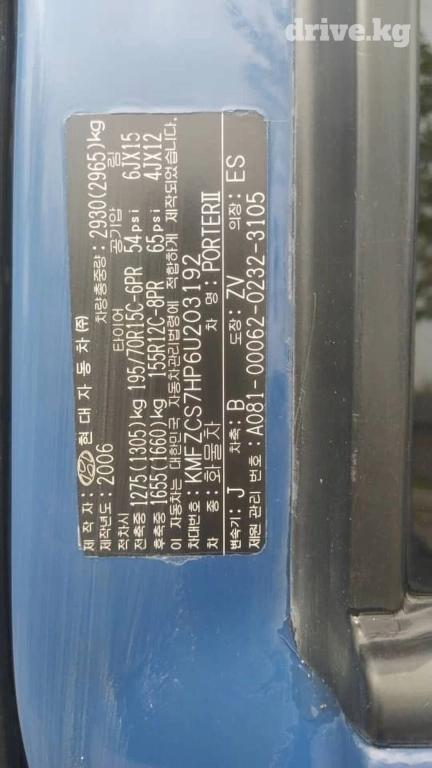 drive.kg
제 작 자 : 현대자동차(주)
제작년도: 2006 차량총중량: 2930(2965)kg
적차시 타이어 공기압 림
전축중 1275(1305)kg 195/70R15C-6PR 54psi 6JX15
후축중 1655(1660)kg 155R12C-8PR 65psi 4JX12
이 자동차는 대한민국 자동차관리법령에 적합하게 제작되었습니다.
차대번호: KMFZCS7HP6U203192
차 종: 화물차 차 명: PORTERⅡ
변속기: J 차축: B 도장: ZV 의장: ES
제원 관리 번호: A081-00062-0232-3105